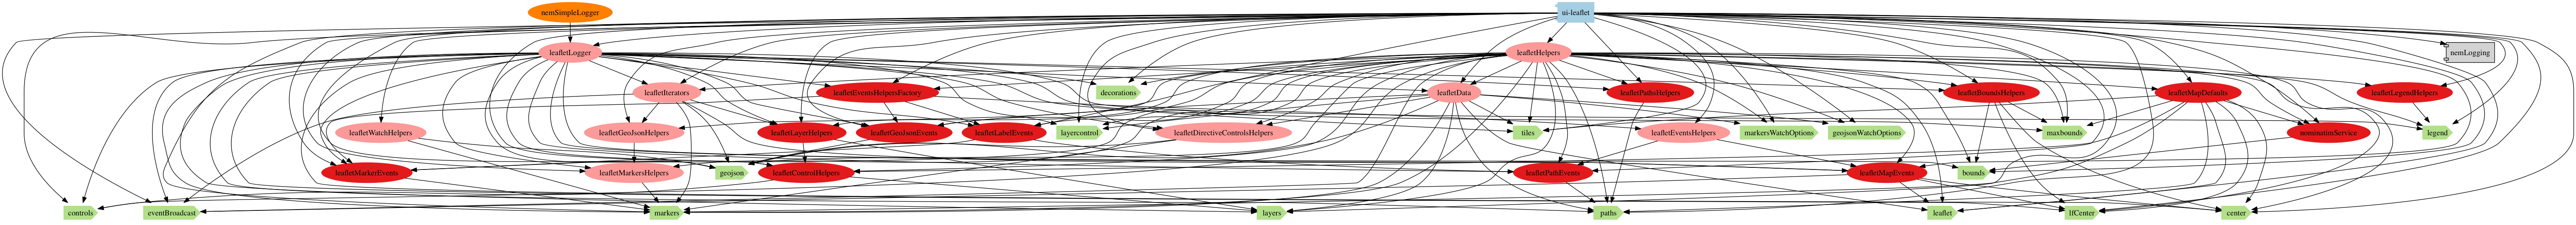 nemSimpleLogger
ui-leaflet
leafletLogger
leafletHelpers
nemLogging
leafletIterators
leafletEventsHelpersFactory
decorations
leafletData
leafletPathsHelpers
leafletBoundsHelpers
leafletMapDefaults
leafletLegendHelpers
leafletWatchHelpers
leafletGeoJsonHelpers
leafletLayerHelpers
leafletGeoJsonEvents
leafletLabelEvents
layercontrol
leafletDirectiveControlsHelpers
tiles
leafletEventsHelpers
markersWatchOptions
geojsonWatchOptions
maxbounds
nominatimService
legend
leafletMarkerEvents
leafletMarkersHelpers
geojson
leafletControlHelpers
leafletPathEvents
leafletMapEvents
bounds
controls
eventBroadcast
markers
layers
paths
leaflet
lfCenter
center